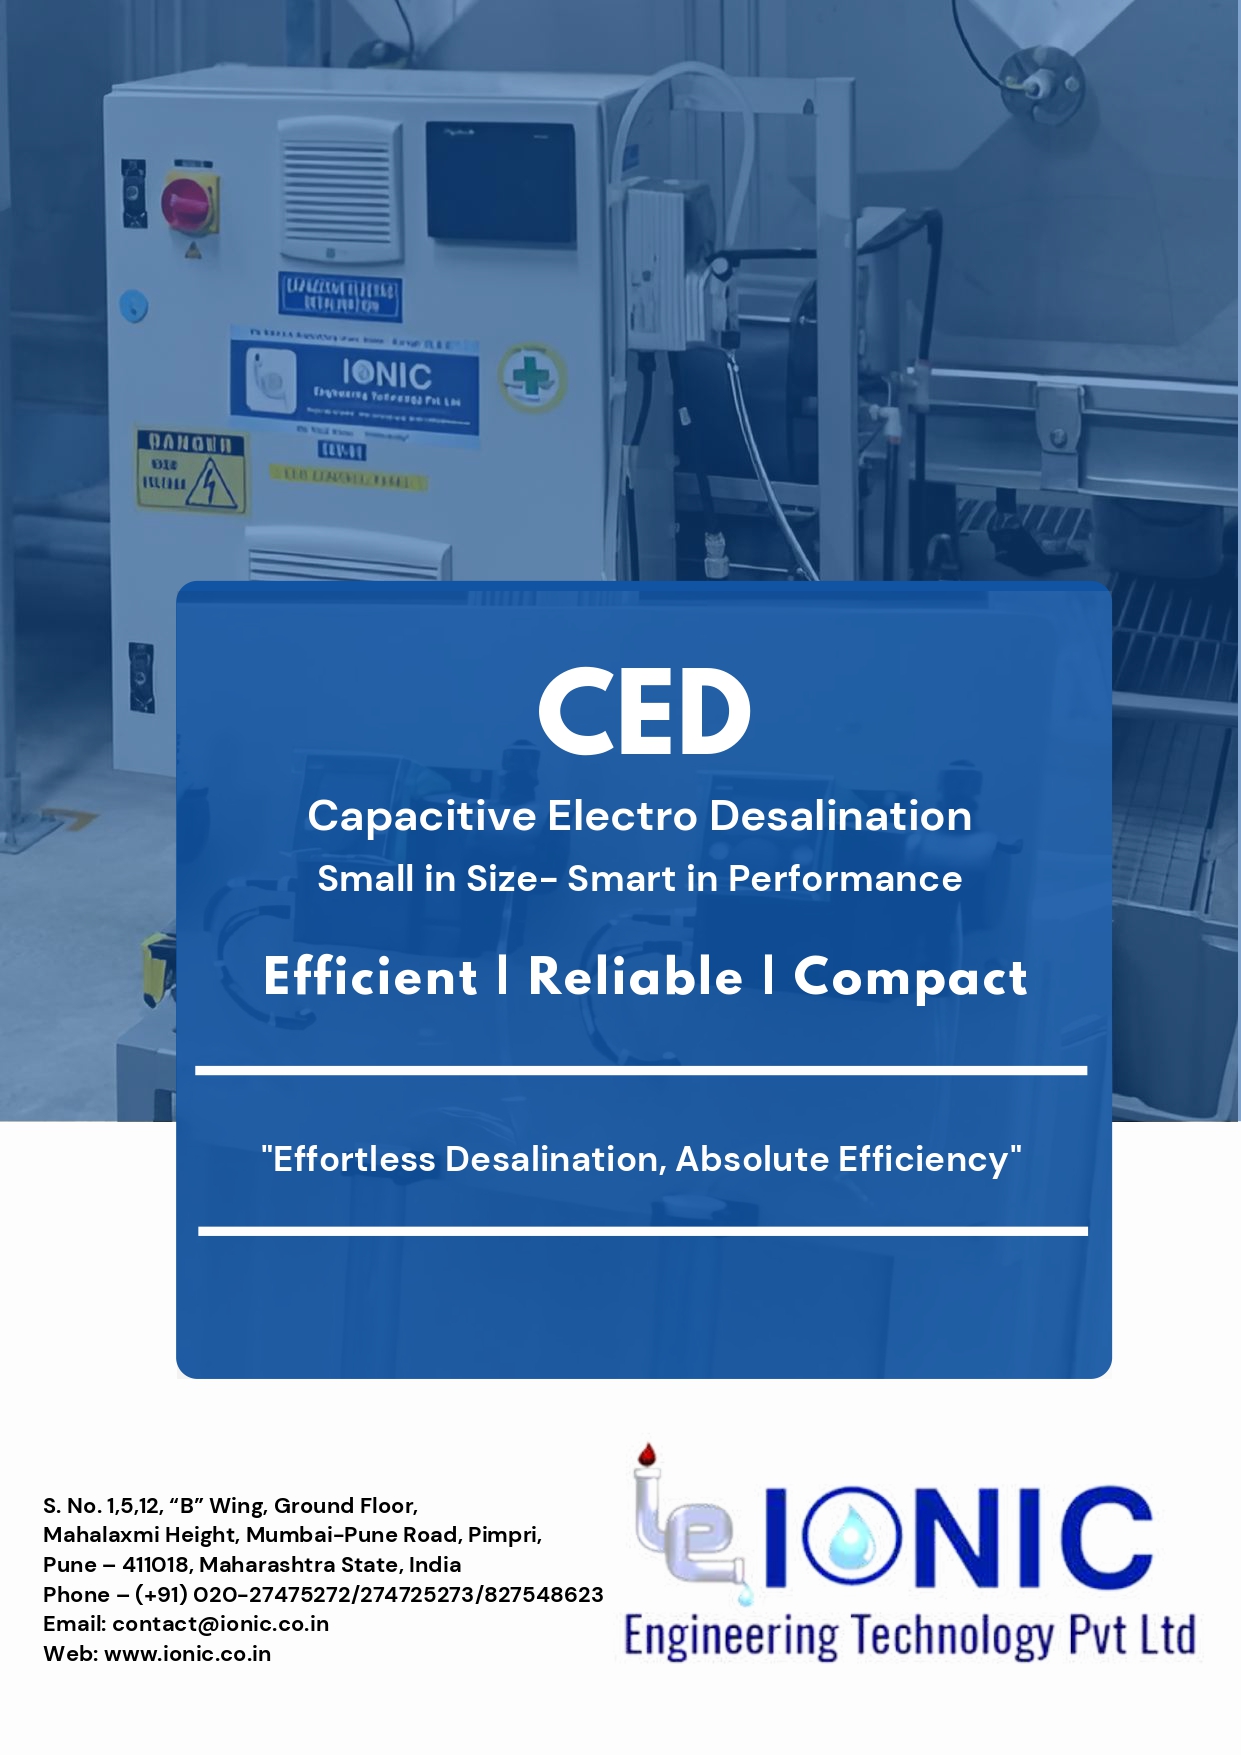 IONIC
CED
Capacitive Electro Desalination
Small in Size- Smart in Performance
Efficient | Reliable | Compact
"Effortless Desalination, Absolute Efficiency"
S. No. 1,5,12, “B” Wing, Ground Floor,
Mahalaxmi Height, Mumbai-Pune Road, Pimpri,
Pune – 411018, Maharashtra State, India
Phone – (+91) 020-27475272/274725273/827548623
Email: contact@ionic.co.in
Web: www.ionic.co.in
IONIC
Engineering Technology Pvt Ltd